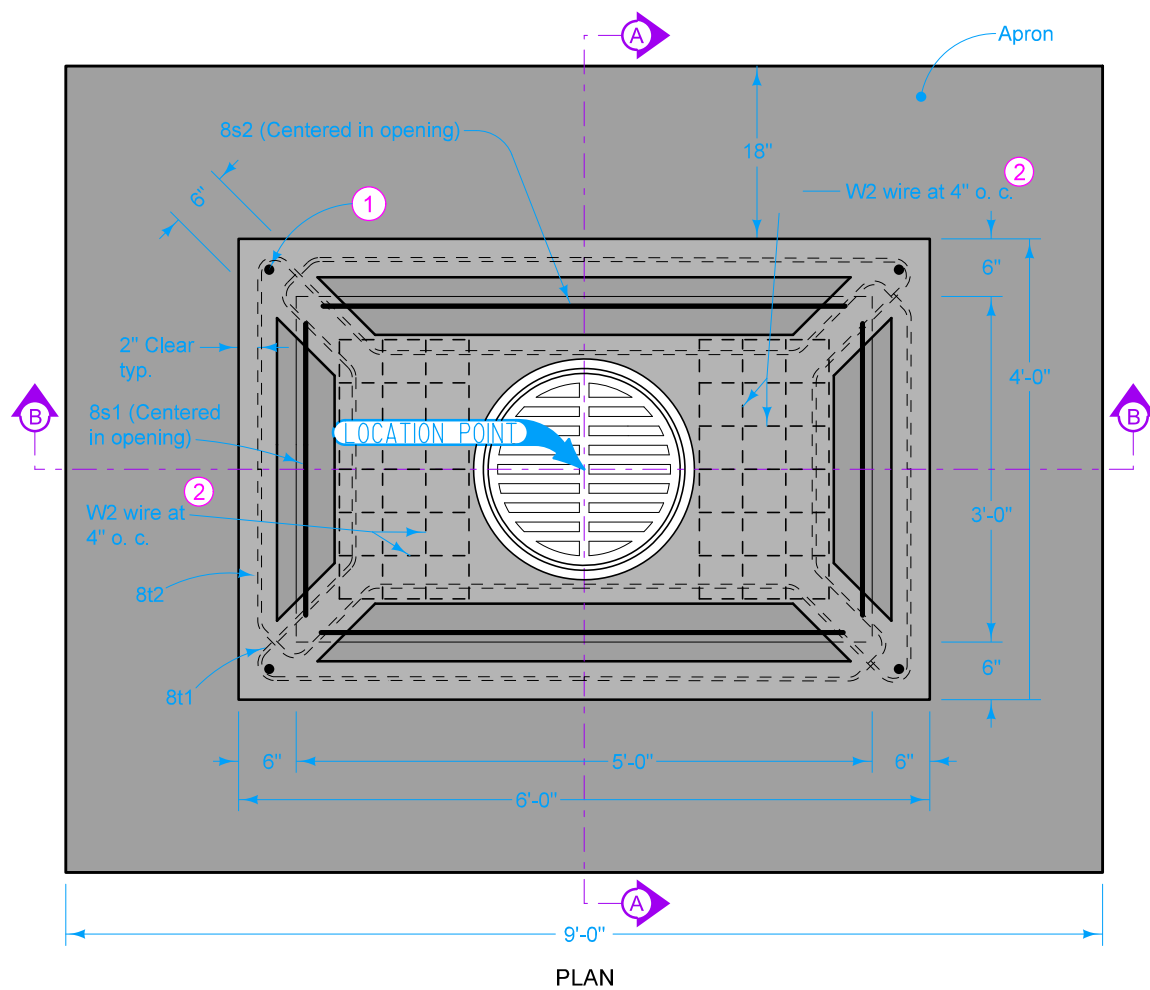 A
Apron
8s2 (Centered in opening)
18"
2
W2 wire at 4" o. c.
6"
1
6"
2" Clear
typ.
4'-0"
B
8s1 (Centered
in opening)
B
LOCATION POINT
2
W2 wire at
4" o. c.
3'-0"
8t2
6"
8t1
6"
5'-0"
6"
6'-0"
A
9'-0"
PLAN